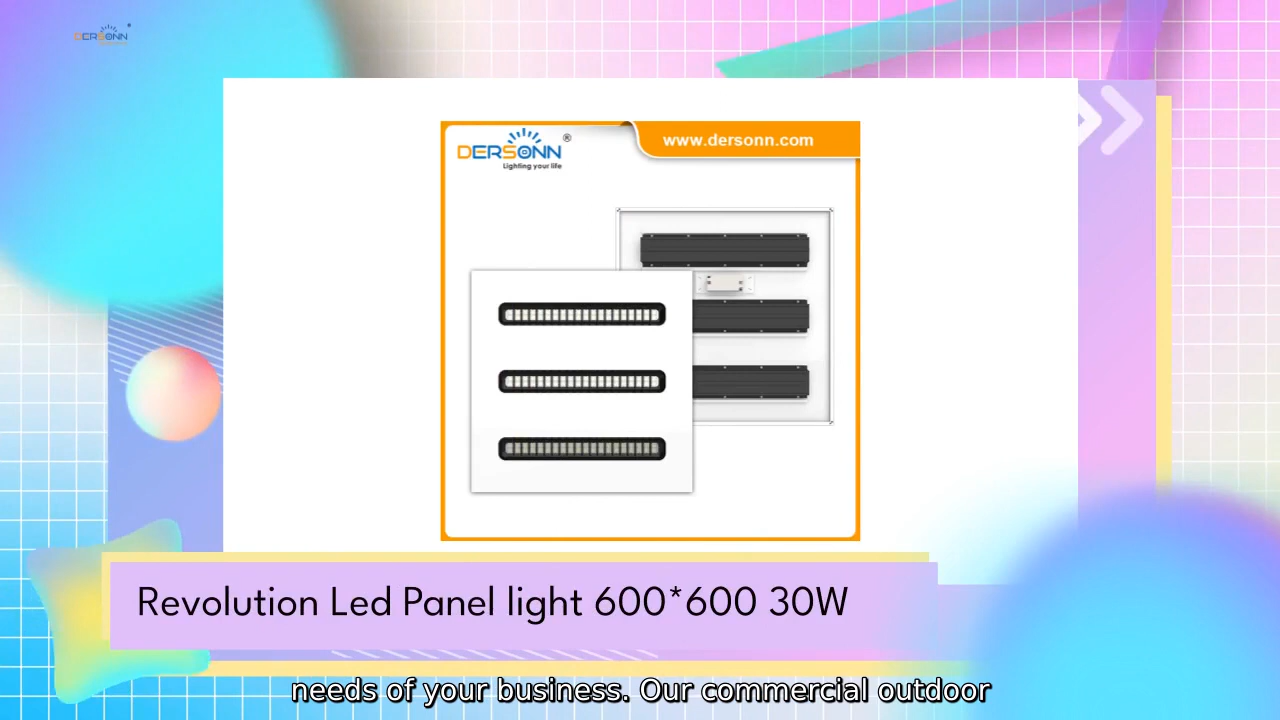 DERSONN
DERSONN ®
Lighting your life
www.dersonn.com
Revolution Led Panel light 600*600 30W
needs of your business. Our commercial outdoor